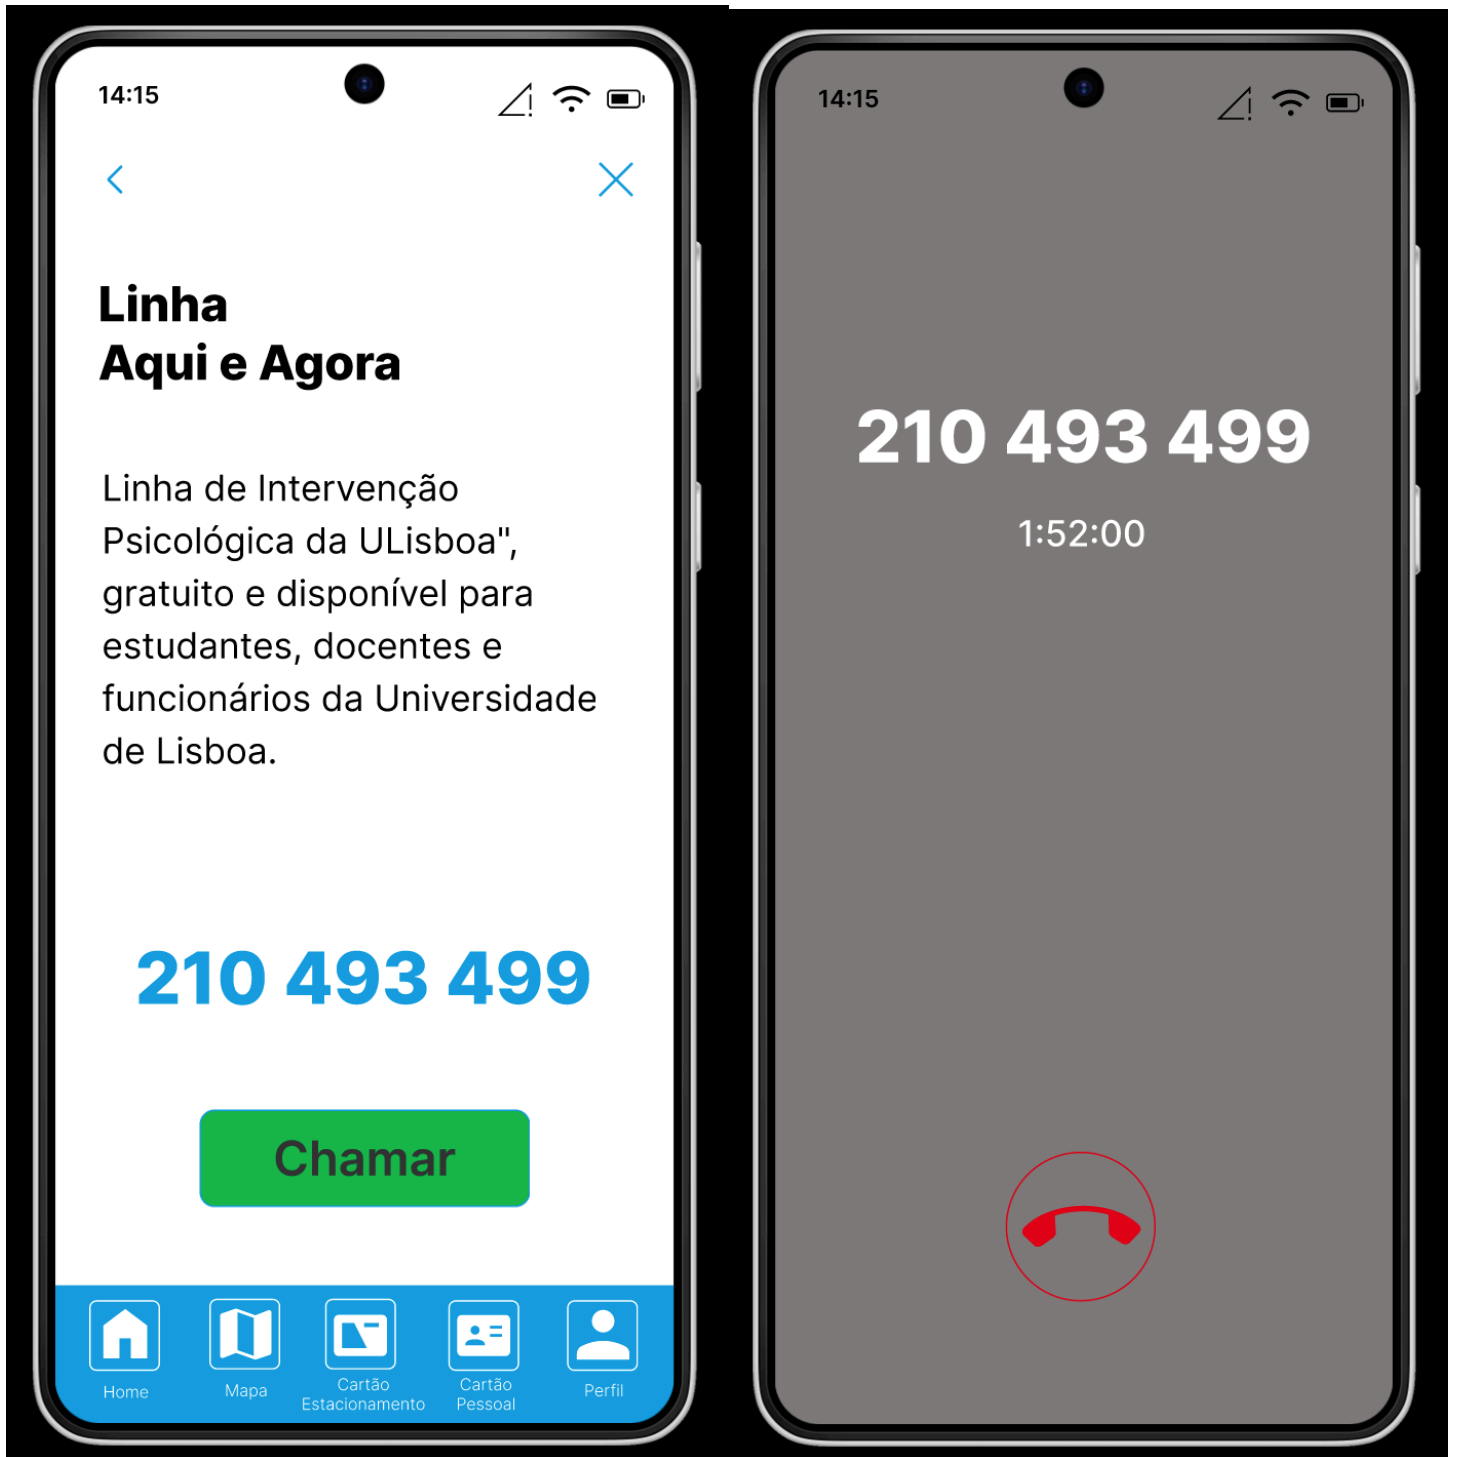 14:15
Linha
Aqui e Agora
Linha de Intervenção
Psicológica da ULisboa",
gratuito e disponível para
estudantes, docentes e
funcionários da Universidade
de Lisboa.
210 493 499
Chamar
Home
Mapa
Cartão
Estacionamento
Cartão
Pessoal
Perfil
14:15
210 493 499
1:52:00